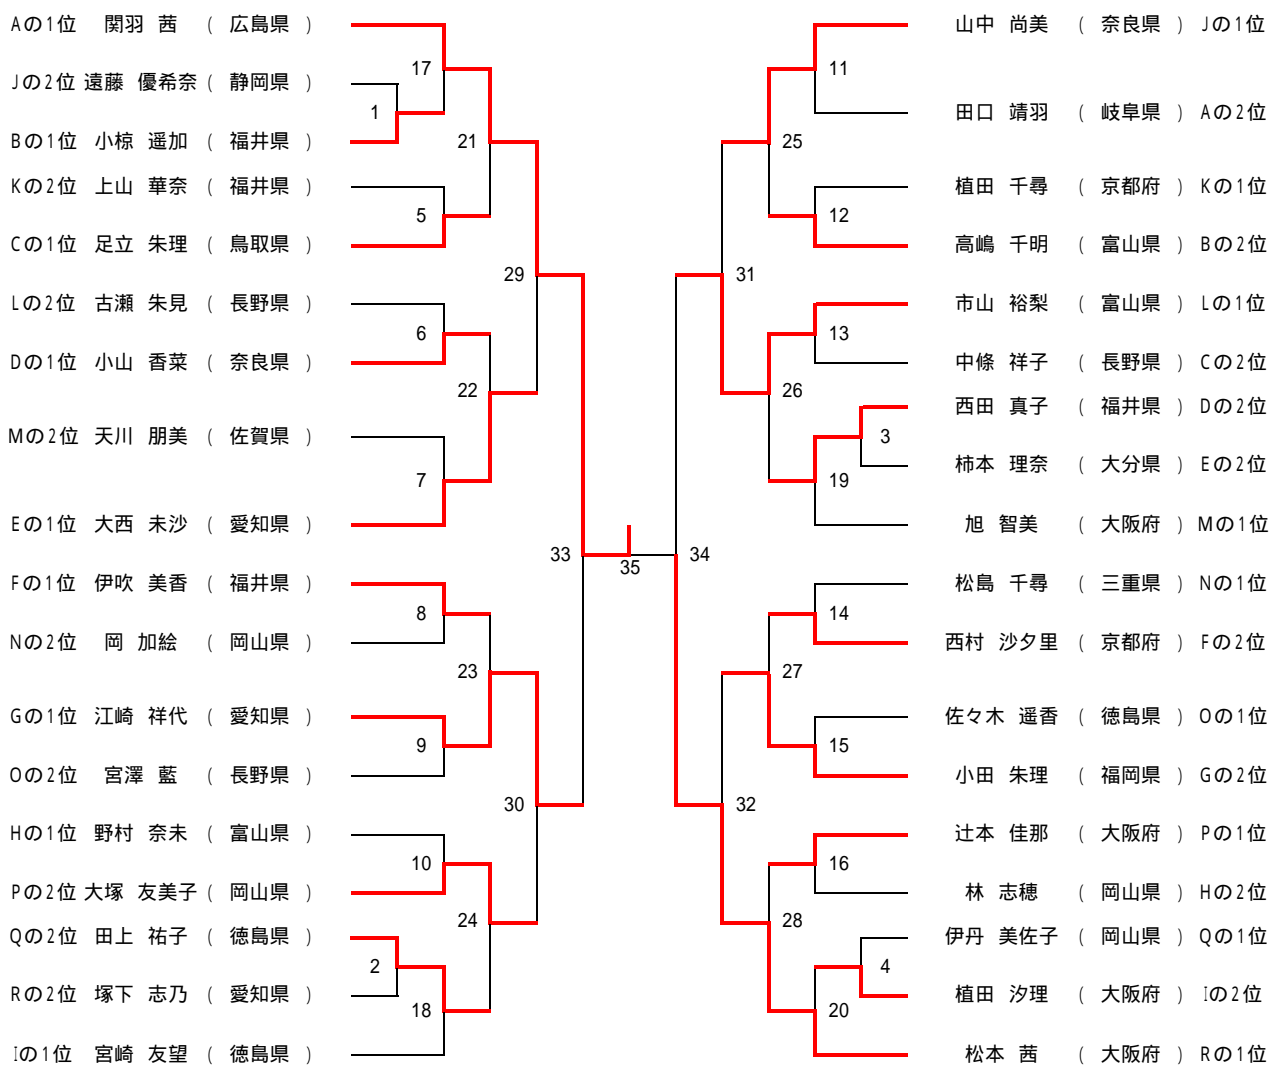 Aの1位 関羽 茜 ( 広島県 )
Jの2位 遠藤 優希奈 ( 静岡県 )
Bの1位 小椋 遥加 ( 福井県 )
Kの2位 上山 華奈 ( 福井県 )
Cの1位 足立 朱理 ( 鳥取県 )
Lの2位 古瀬 朱見 ( 長野県 )
Dの1位 小山 香菜 ( 奈良県 )
Mの2位 天川 朋美 ( 佐賀県 )
Eの1位 大西 未沙 ( 愛知県 )
Fの1位 伊吹 美香 ( 福井県 )
Nの2位 岡 加絵 ( 岡山県 )
Gの1位 江崎 祥代 ( 愛知県 )
Oの2位 宮澤 藍 ( 長野県 )
Hの1位 野村 奈未 ( 富山県 )
Pの2位 大塚 友美子 ( 岡山県 )
Qの2位 田上 祐子 ( 徳島県 )
Rの2位 塚下 志乃 ( 愛知県 )
Iの1位 宮崎 友望 ( 徳島県 )
17
1
21
5
29
6
22
7
33
8
23
9
30
10
24
2
18
35
34
11
25
12
31
13
26
3
19
14
27
15
32
16
28
4
20
山中 尚美 ( 奈良県 ) Jの1位
田口 靖羽 ( 岐阜県 ) Aの2位
植田 千尋 ( 京都府 ) Kの1位
高嶋 千明 ( 富山県 ) Bの2位
市山 裕梨 ( 富山県 ) Lの1位
中條 祥子 ( 長野県 ) Cの2位
西田 真子 ( 福井県 ) Dの2位
柿本 理奈 ( 大分県 ) Eの2位
旭 智美 ( 大阪府 ) Mの1位
松島 千尋 ( 三重県 ) Nの1位
西村 沙夕里 ( 京都府 ) Fの2位
佐々木 遥香 ( 徳島県 ) Oの1位
小田 朱理 ( 福岡県 ) Gの2位
辻本 佳那 ( 大阪府 ) Pの1位
林 志穂 ( 岡山県 ) Hの2位
伊丹 美佐子 ( 岡山県 ) Qの1位
植田 汐理 ( 大阪府 ) Iの2位
松本 茜 ( 大阪府 ) Rの1位